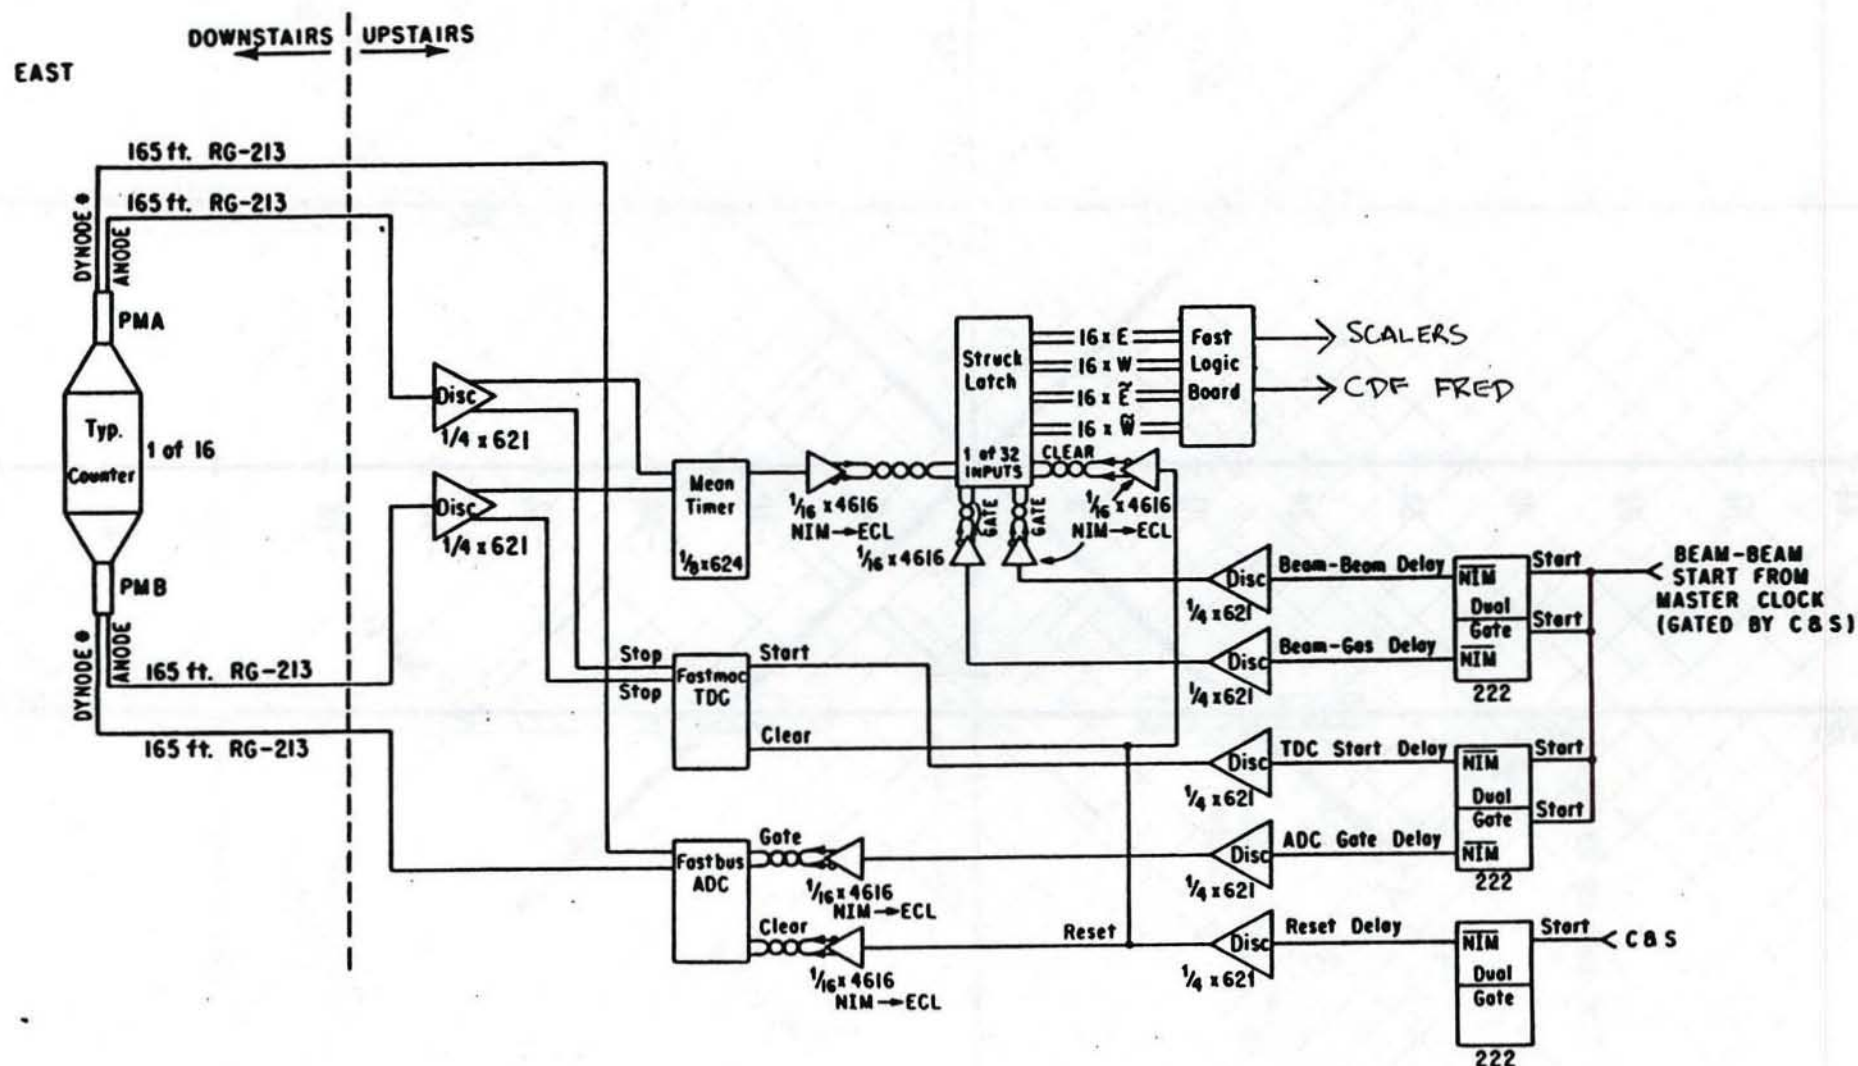 DOWNSTAIRS
UPSTAIRS
EAST
165 ft. RG-213
165 ft. RG-213
DYNODE
ANODE
PMA
Typ.
Counter
1 of 16
PMB
DYNODE
ANODE
165 ft. RG-213
165 ft. RG-213
Disc
1/4 x 621
Disc
1/4 x 621
Mean
Timer
1/8 x 624
1/16 x 4616
NIM→ECL
Struck
Latch
1 of 32
INPUTS
16 x E
16 x W
16 x Ẽ
16 x W̃
CLEAR
Fast
Logic
Board
SCALERS
CDF FRED
1/16 x 4616
NIM→ECL
GATE
GATE
1/16 x 4616
Disc
1/4 x 621
Beam-Beam Delay
NIM
Start
Dual
Gate
Start
Disc
1/4 x 621
Beam-Gas Delay
NIM
222
BEAM-BEAM
START FROM
MASTER CLOCK
(GATED BY C&S)
Stop
Stop
Fastmac
TDC
Start
Clear
Disc
1/4 x 621
TDC Start Delay
NIM
Start
Dual
Gate
Start
Disc
1/4 x 621
ADC Gate Delay
NIM
222
Fastbus
ADC
Gate
1/16 x 4616
NIM→ECL
Clear
1/16 x 4616
NIM→ECL
Reset
Disc
1/4 x 621
Reset Delay
NIM
Start
C&S
Dual
Gate
222